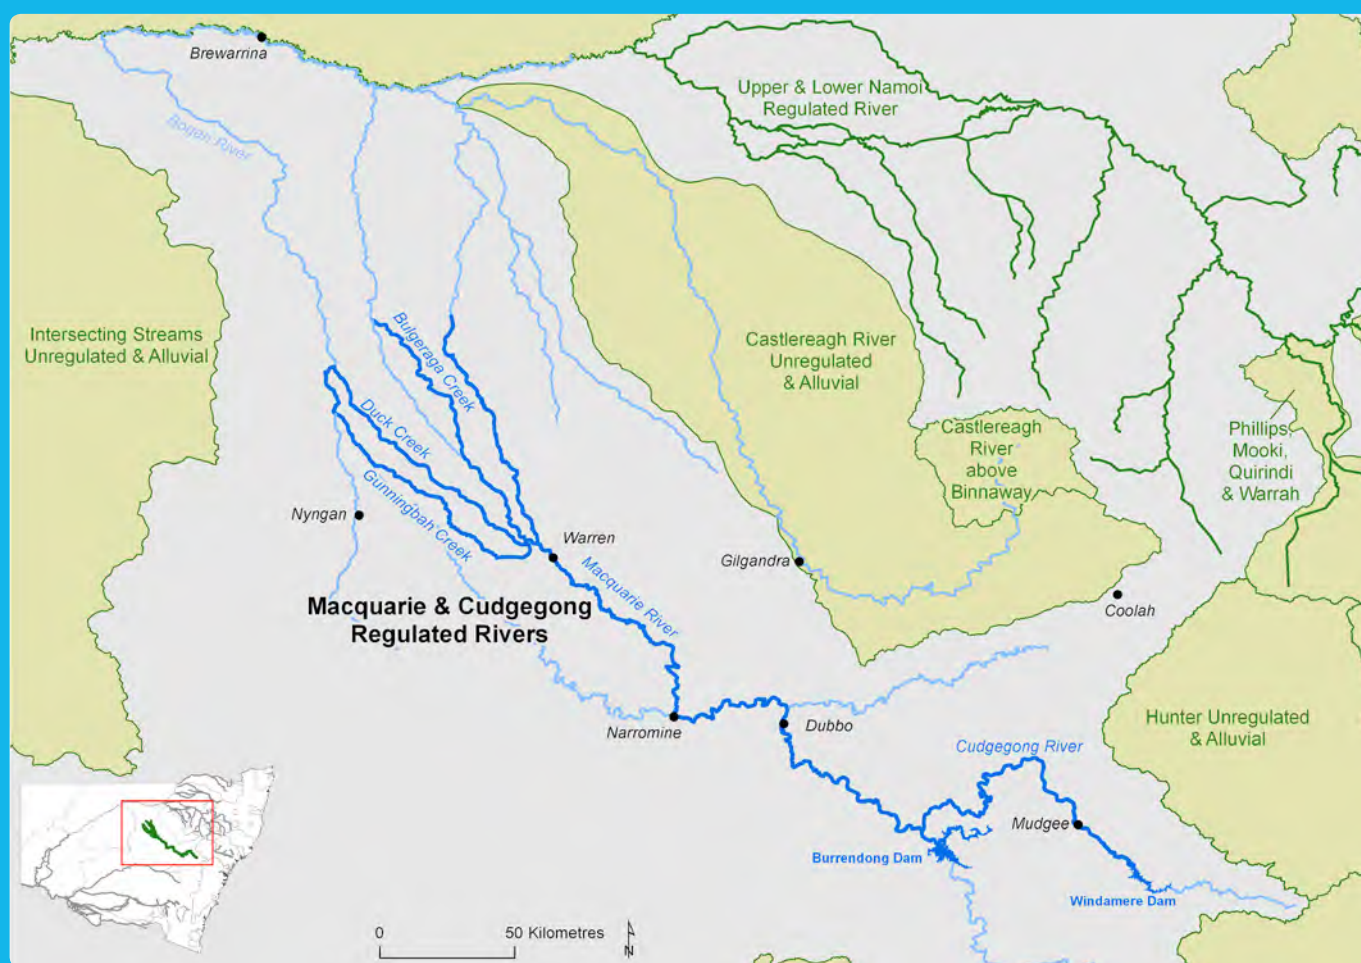 Brewarrina
Upper & Lower Namoi
Regulated River
Bogan River
Intersecting Streams
Unregulated & Alluvial
Bulgeraga Creek
Castlereagh River
Unregulated
& Alluvial
Duck Creek
Castlereagh
River
above
Binnaway
Phillips,
Mooki,
Quirindi
& Warrah
Gunningbah Creek
Nyngan
Warren
Gilgandra
Macquarie River
Coolah
Macquarie & Cudgegong
Regulated Rivers
Narromine
Dubbo
Hunter Unregulated
& Alluvial
Cudgegong River
Mudgee
Burrendong Dam
Windamere Dam
0
50 Kilometres
N